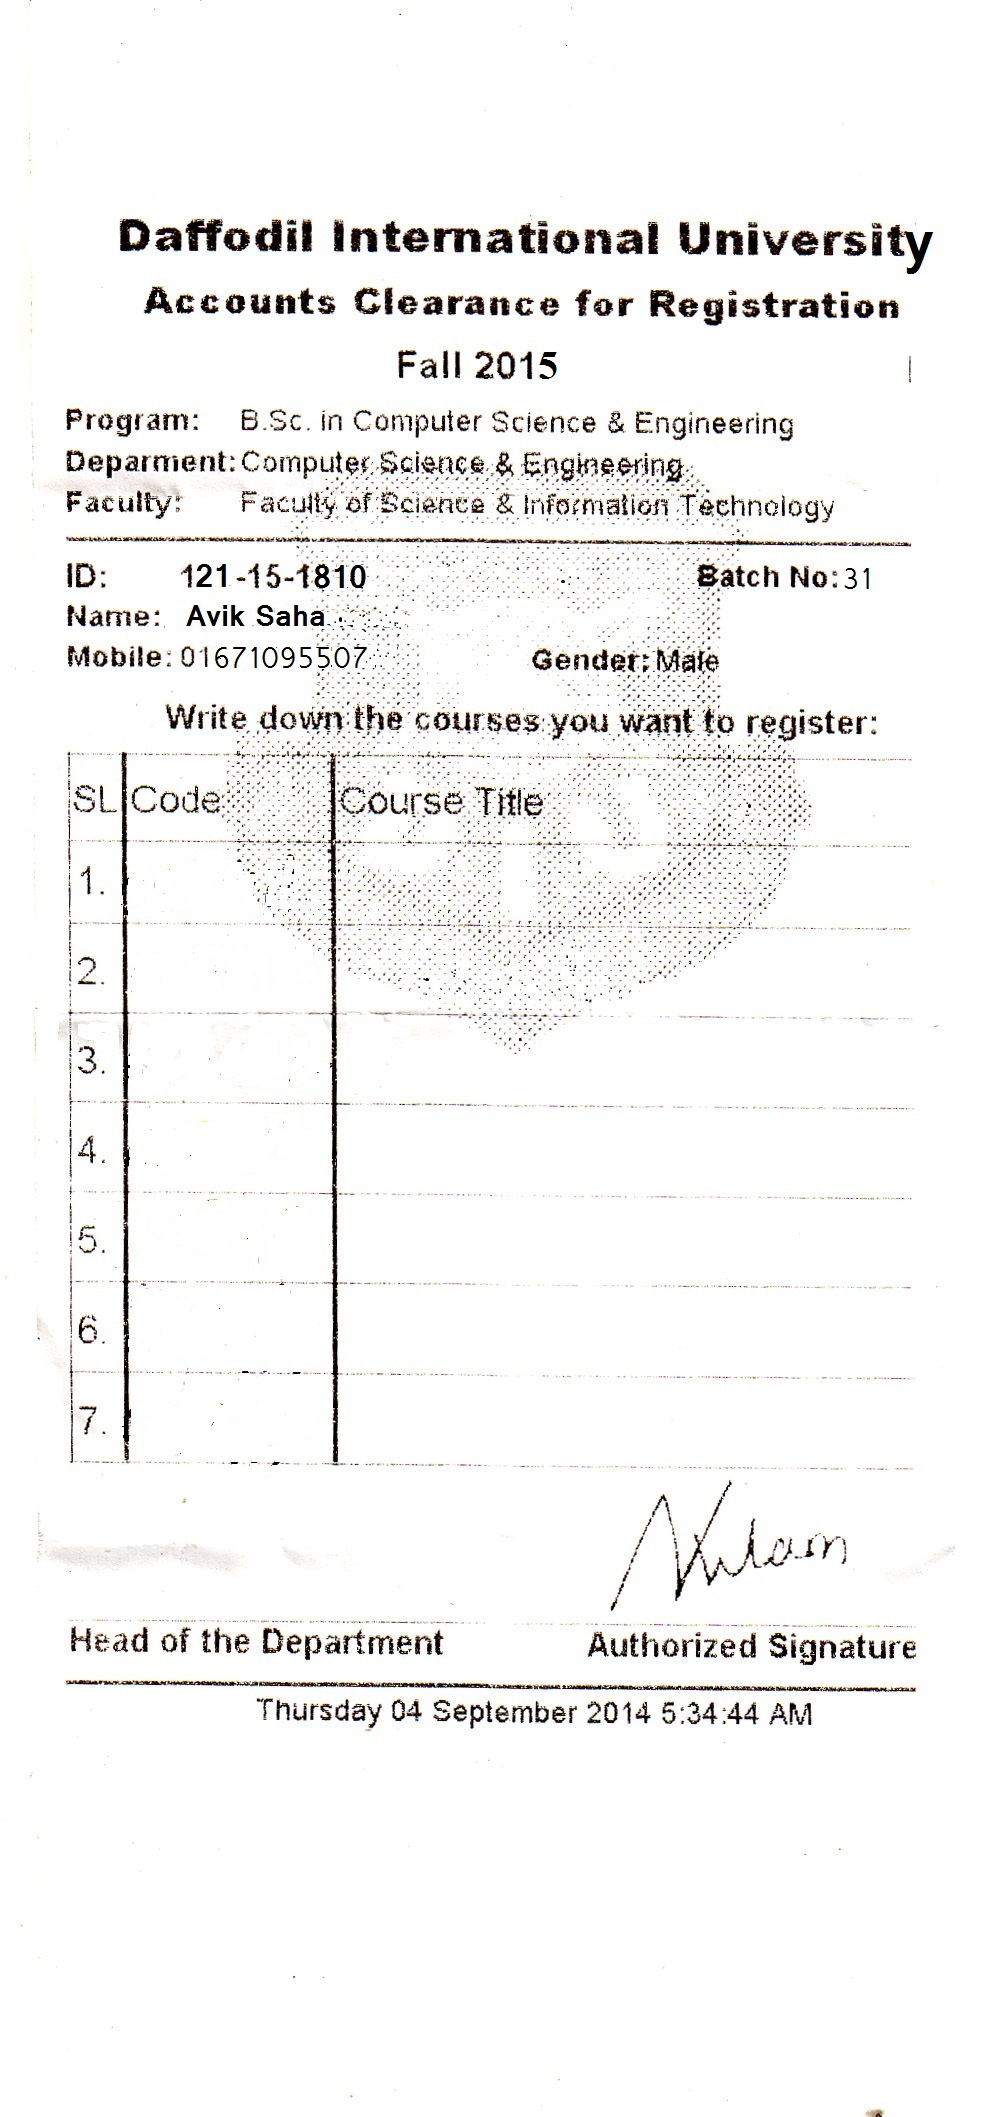 Daffodil International University
Accounts Clearance for Registration
Fall 2015
Program: B.Sc. in Computer Science & Engineering
Deparment: Computer Science & Engineering
Faculty: Faculty of Science & Information Technology
ID: 121-15-1810 Batch No: 31
Name: Avik Saha
Mobile: 01671095507 Gender: Male
Write down the courses you want to register:
SL Code Course Title
1.
2.
3.
4.
5.
6.
7.
Head of the Department Authorized Signature
Thursday 04 September 2014 5:34:44 AM